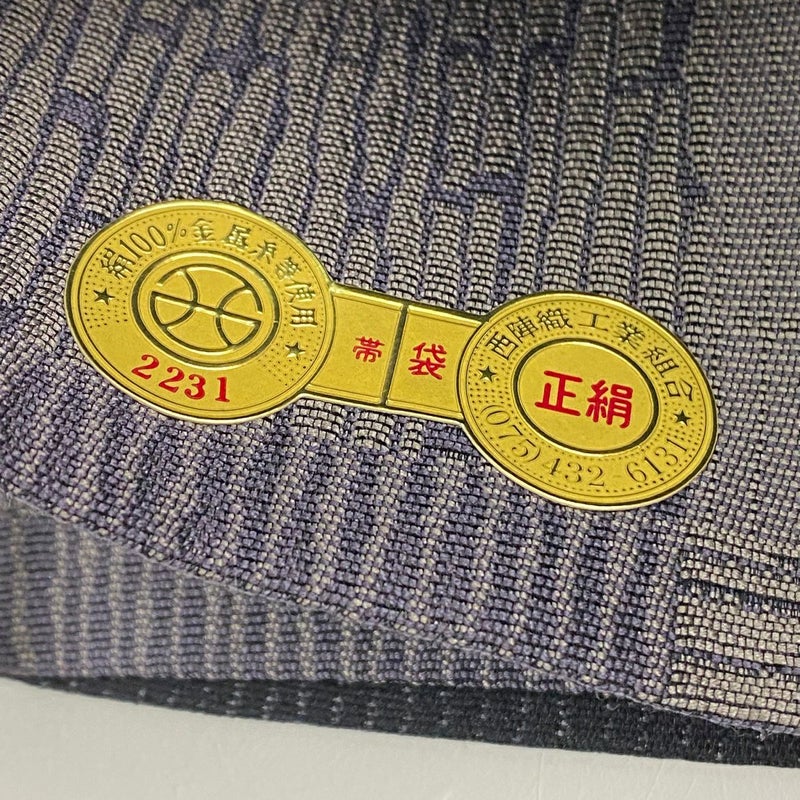 絹100%金属糸等使用
2231
帯袋
西陣織工業組合
正絹
(075)432 6131